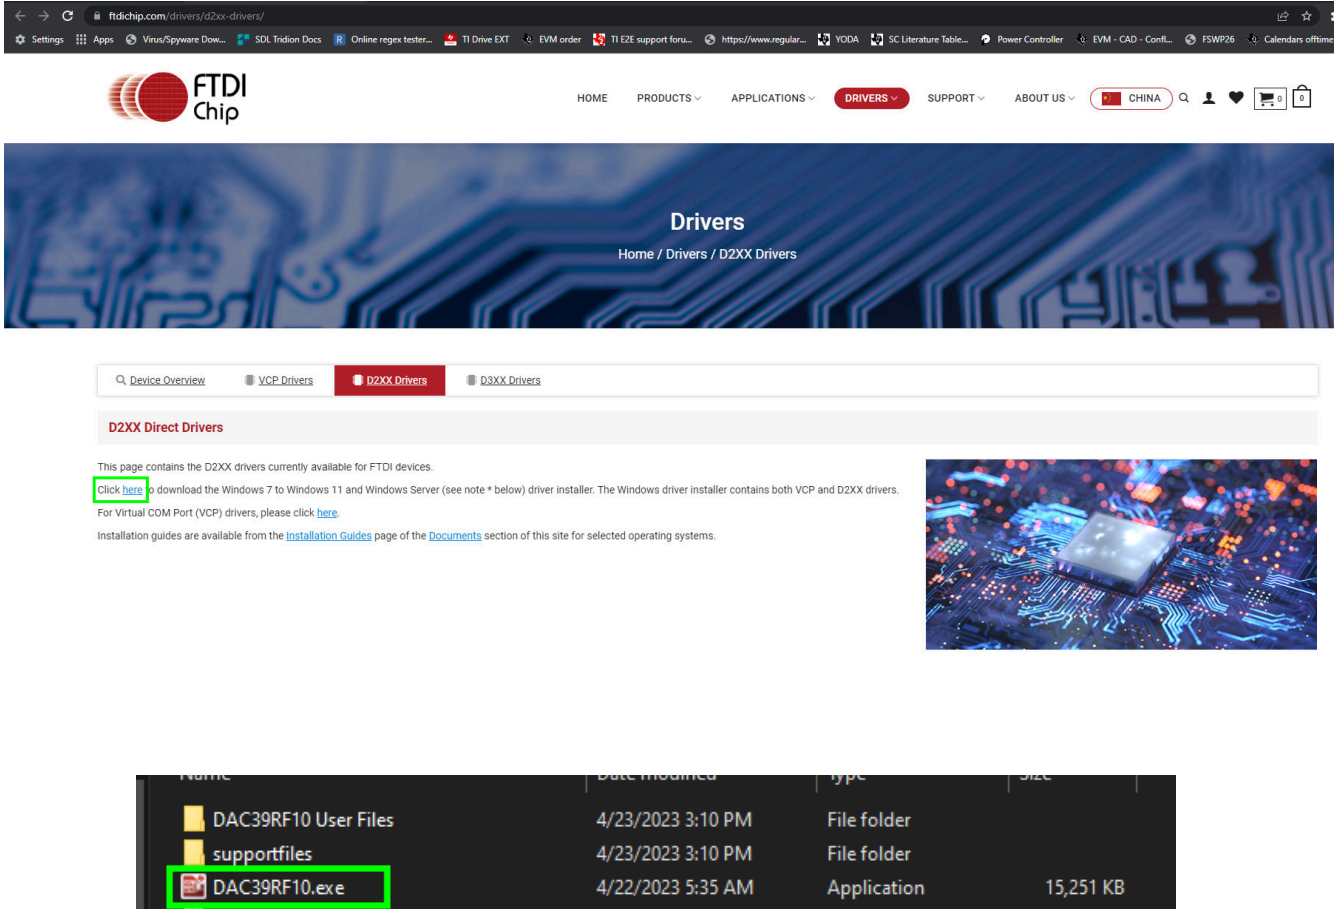 ftdichip.com/drivers/d2xx-drivers/
Settings Apps Virus/Spyware Dow... SDL Tridion Docs R Online regex tester... TI Drive EXT EVM order TI E2E support foru... https://www.regular... YODA SC Literature Table... Power Controller EVM - CAD - Confl... FSWP26 Calendars offtime
FTDI
Chip
HOME PRODUCTS APPLICATIONS DRIVERS SUPPORT ABOUT US CHINA 0 0
Drivers
Home / Drivers / D2XX Drivers
Device Overview VCP Drivers D2XX Drivers D3XX Drivers
D2XX Direct Drivers
This page contains the D2XX drivers currently available for FTDI devices.
Click here o download the Windows 7 to Windows 11 and Windows Server (see note * below) driver installer. The Windows driver installer contains both VCP and D2XX drivers.
For Virtual COM Port (VCP) drivers, please click here.
Installation guides are available from the Installation Guides page of the Documents section of this site for selected operating systems.
Name Date modified Type Size
DAC39RF10 User Files 4/23/2023 3:10 PM File folder
supportfiles 4/23/2023 3:10 PM File folder
DAC39RF10.exe 4/22/2023 5:35 AM Application 15,251 KB